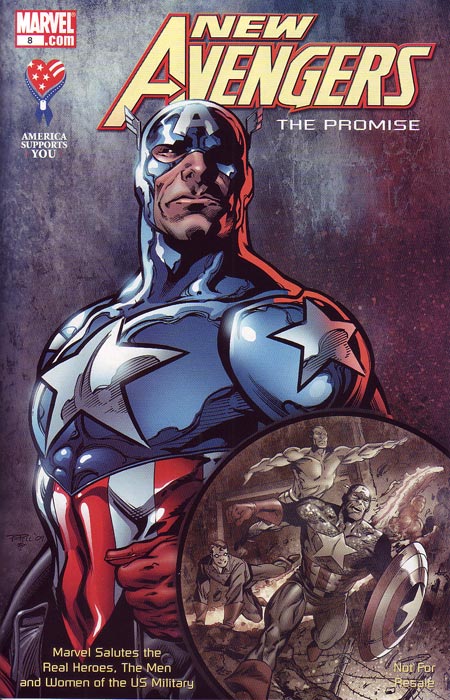 MARVEL
8 .com
NEW
AVENGERS
THE PROMISE
AMERICA
SUPPORTS
YOU
A
Marvel Salutes the
Real Heroes, The Men
and Women of the US Military
Not For
Resale